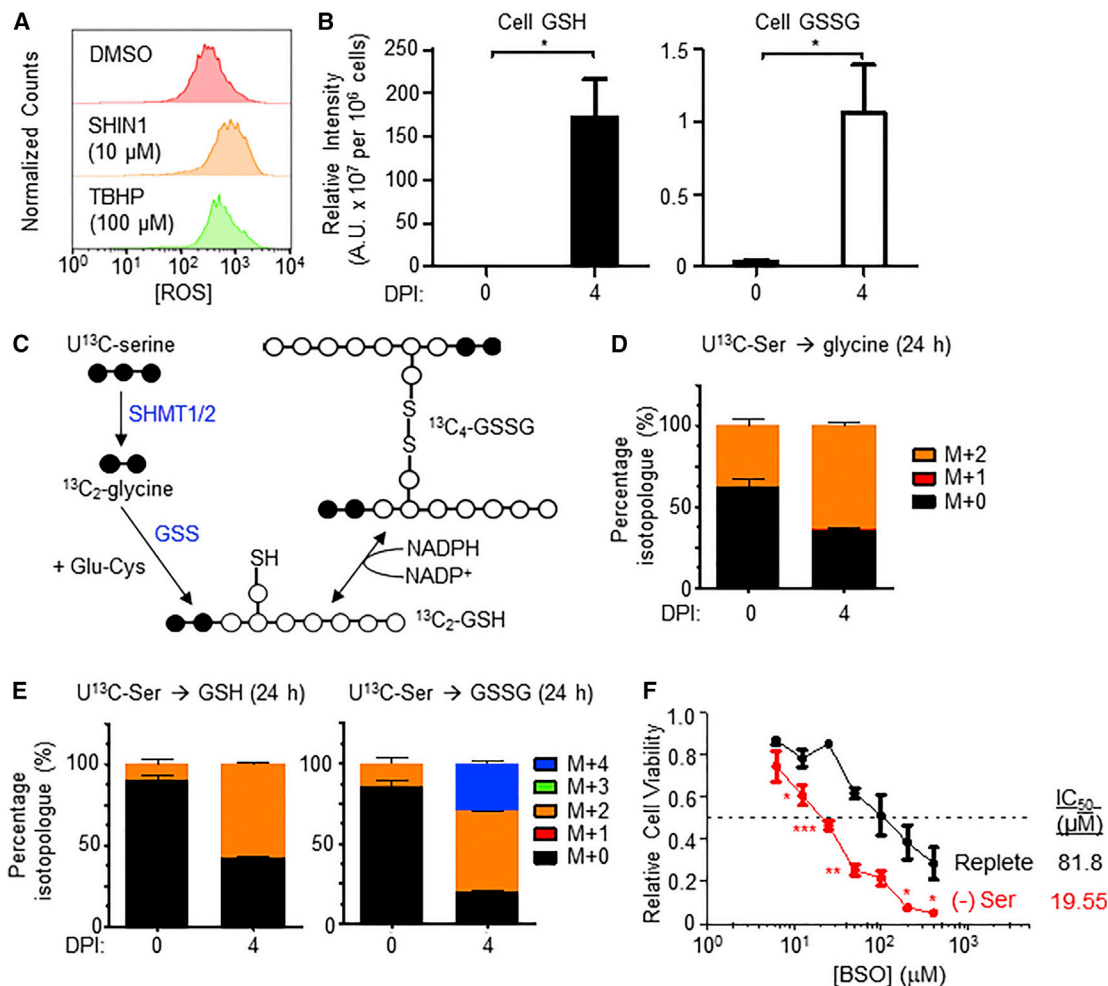 A
Normalized Counts
DMSO
SHIN1
(10 µM)
TBHP
(100 µM)
10⁰ 10¹ 10² 10³ 10⁴
[ROS]
B
Cell GSH
Relative Intensity
(A.U. x 10⁷ per 10⁶ cells)
250
200
150
100
50
0
*
DPI: 0 4
Cell GSSG
1.5
1
0.5
0
*
0 4
C
U¹³C-serine
SHMT1/2
¹³C₂-glycine
GSS
+ Glu-Cys
SH
¹³C₂-GSH
S
S
¹³C₄-GSSG
NADPH
NADP⁺
D
U¹³C-Ser → glycine (24 h)
Percentage
isotopologue (%)
100
50
0
DPI: 0 4
M+2
M+1
M+0
E
U¹³C-Ser → GSH (24 h)
Percentage
isotopologue (%)
100
50
0
DPI: 0 4
U¹³C-Ser → GSSG (24 h)
100
50
0
0 4
M+4
M+3
M+2
M+1
M+0
F
Relative Cell Viability
1.0
0.8
0.6
0.4
0.2
0
*
***
**
*
*
IC₅₀
(µM)
Replete 81.8
(-) Ser 19.55
10⁰ 10¹ 10² 10³
[BSO] (µM)